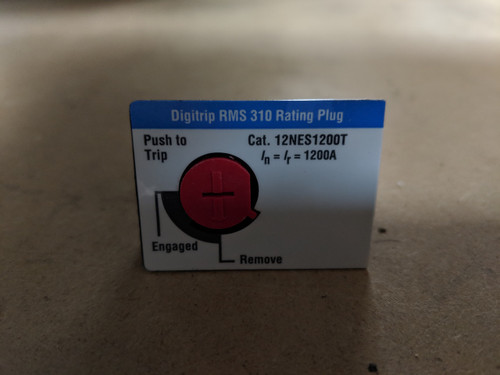 Digitrip RMS 310 Rating Plug
Push to
Trip
Cat. 12NES1200T
In = Ir = 1200A
Engaged
Remove